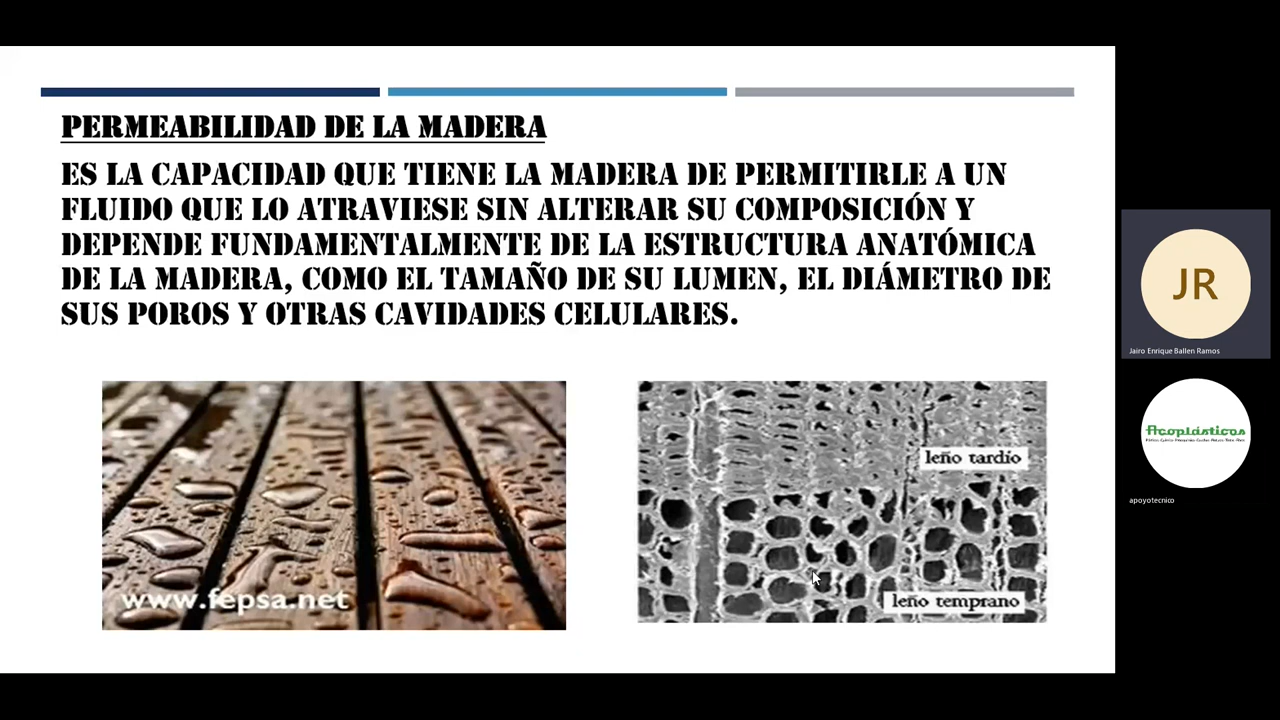 PERMEABILIDAD DE LA MADERA
ES LA CAPACIDAD QUE TIENE LA MADERA DE PERMITIRLE A UN
FLUIDO QUE LO ATRAVIESE SIN ALTERAR SU COMPOSICIÓN Y
DEPENDE FUNDAMENTALMENTE DE LA ESTRUCTURA ANATÓMICA
DE LA MADERA, COMO EL TAMAÑO DE SU LUMEN, EL DIÁMETRO DE
SUS POROS Y OTRAS CAVIDADES CELULARES.
www.fepsa.net
leño tardío
leño temprano
JR
Jairo Enrique Ballen Ramos
Acoplásticos
apoyotecnico